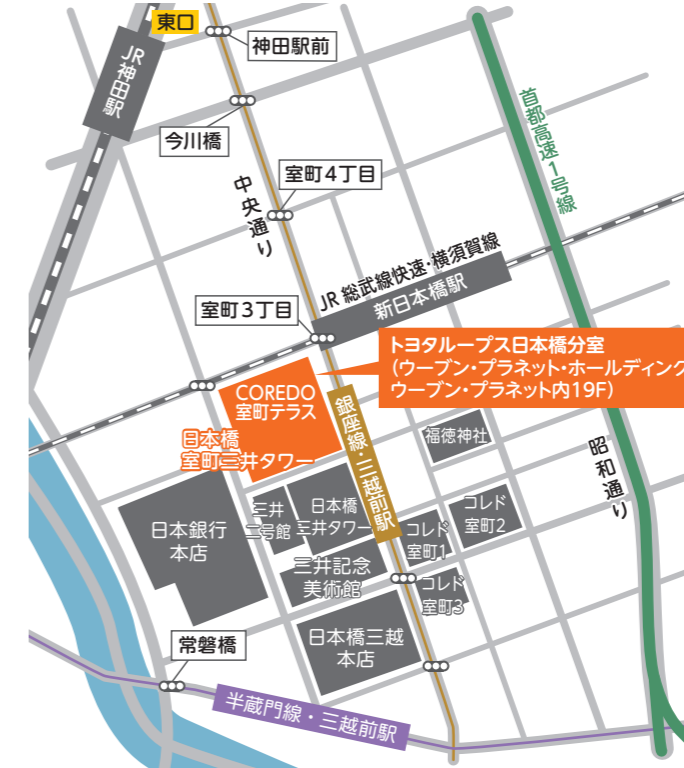 東口
神田駅前
JR神田駅
今川橋
首都高速1号線
室町4丁目
中央通り
JR 総武線快速・横須賀線
新日本橋駅
室町3丁目
トヨタループス日本橋分室
(ウーブン・プラネット・ホールディング
ウーブン・プラネット内19F)
COREDO
室町テラス
日本橋
室町三井タワー
銀座線・三越前駅
福徳神社
昭和通り
日本銀行
本店
三井
二号館
日本橋
三井タワー
コレド
室町1
コレド
室町2
三井記念
美術館
コレド
室町3
日本橋三越
本店
常磐橋
半蔵門線・三越前駅